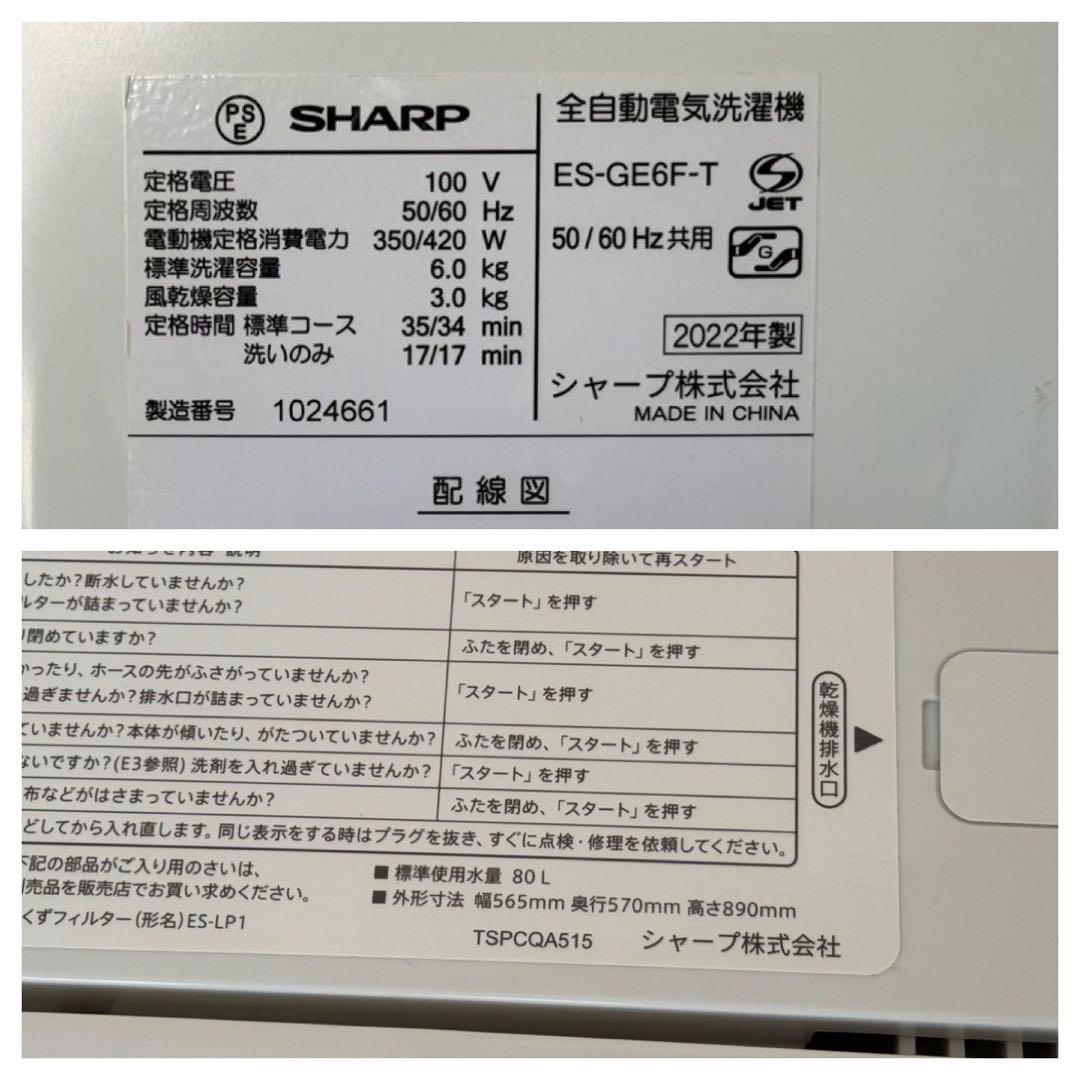 PS
E
SHARP
定格電圧 100 V
定格周波数 50/60 Hz
電動機定格消費電力 350/420 W
標準洗濯容量 6.0 kg
風乾燥容量 3.0 kg
定格時間 標準コース 35/34 min
洗いのみ 17/17 min
製造番号 1024661
全自動電気洗濯機
ES-GE6F-T
JET
50/60Hz共用
G
2022年製
シャープ株式会社
MADE IN CHINA
配線図
原因を取り除いて再スタート
したか?断水していませんか?
ルターが詰まっていませんか?
「スタート」を押す
閉めていますか?
ふたを閉め、「スタート」を押す
かったり、ホースの先がふさがっていませんか?
過ぎませんか?排水口が詰まっていませんか?
「スタート」を押す
ていませんか?本体が傾いたり、がたついていませんか?
ふたを閉め、「スタート」を押す
ないですか?(E3参照)洗剤を入れ過ぎていませんか?
「スタート」を押す
布などがはさまっていませんか?
ふたを閉め、「スタート」を押す
どしてから入れ直します。同じ表示をする時はプラグを抜き、すぐに点検・修理を依頼してください。
下記の部品がご入り用のさいは、
売品を販売店でお買い求めください。
くずフィルター(形名)ES-LP1
■ 標準使用水量 80L
■ 外形寸法 幅565mm 奥行570mm 高さ890mm
TSPCQA515 シャープ株式会社
乾燥機排水口